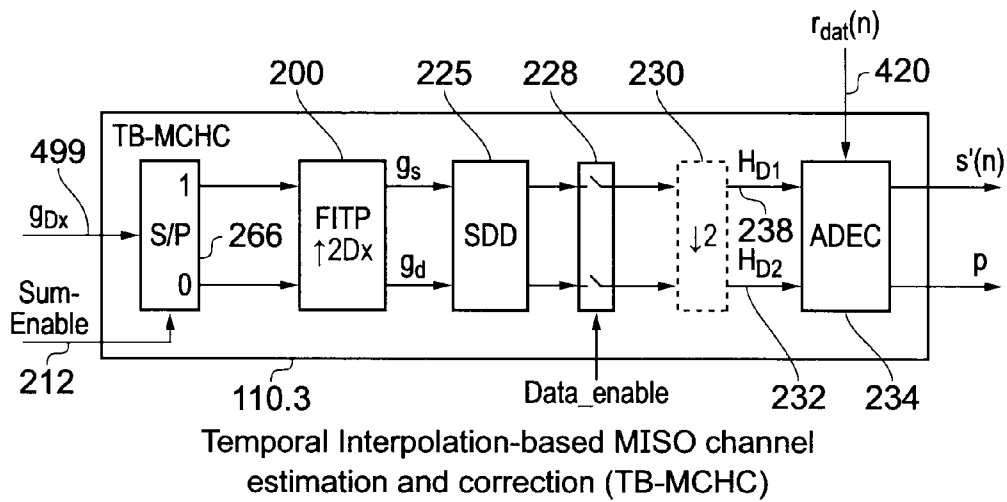 r_dat(n)
200
225
228
230
420
499
TB-MCHC
g_Dx
S/P
1
0
266
FITP
↑2Dx
g_s
g_d
SDD
↓2
H_D1
238
H_D2
ADEC
s'(n)
p
Sum-
Enable
212
110.3
Data_enable
232
234
Temporal Interpolation-based MISO channel
estimation and correction (TB-MCHC)